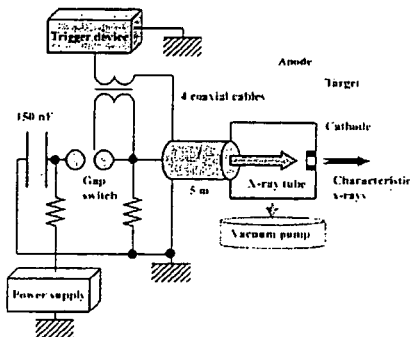 Trigger device
Anode
Target
4 coaxial cables
150 nF
Cathode
Gap
switch
5 m
X-ray tube
Characteristic
x-rays
Vacuum pump
Power supply